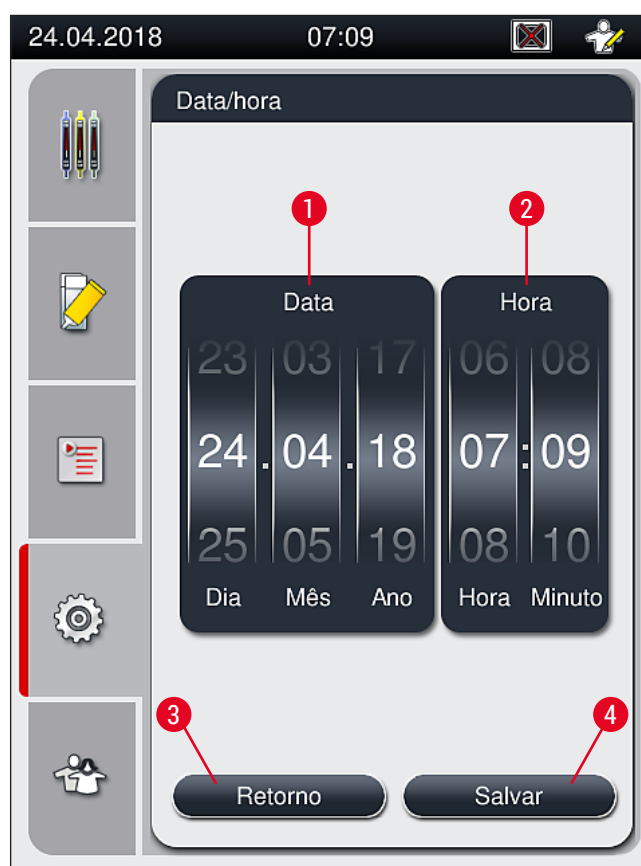 24.04.2018 07:09
Data/hora
1 2
Data Hora
23 03 17 06 08
24 . 04 . 18 07 : 09
25 05 19 08 10
Dia Mês Ano Hora Minuto
3 4
Retorno Salvar